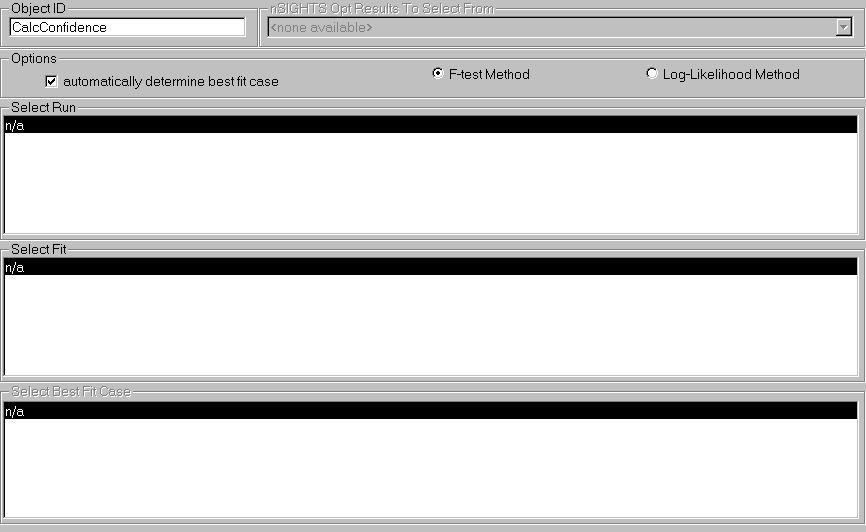 Object ID
nSIGHTS Opt Results To Select From
CalcConfidence
<none available>
Options
automatically determine best fit case
F-test Method
Log-Likelihood Method
Select Run
n/a
Select Fit
n/a
Select Best Fit Case
n/a